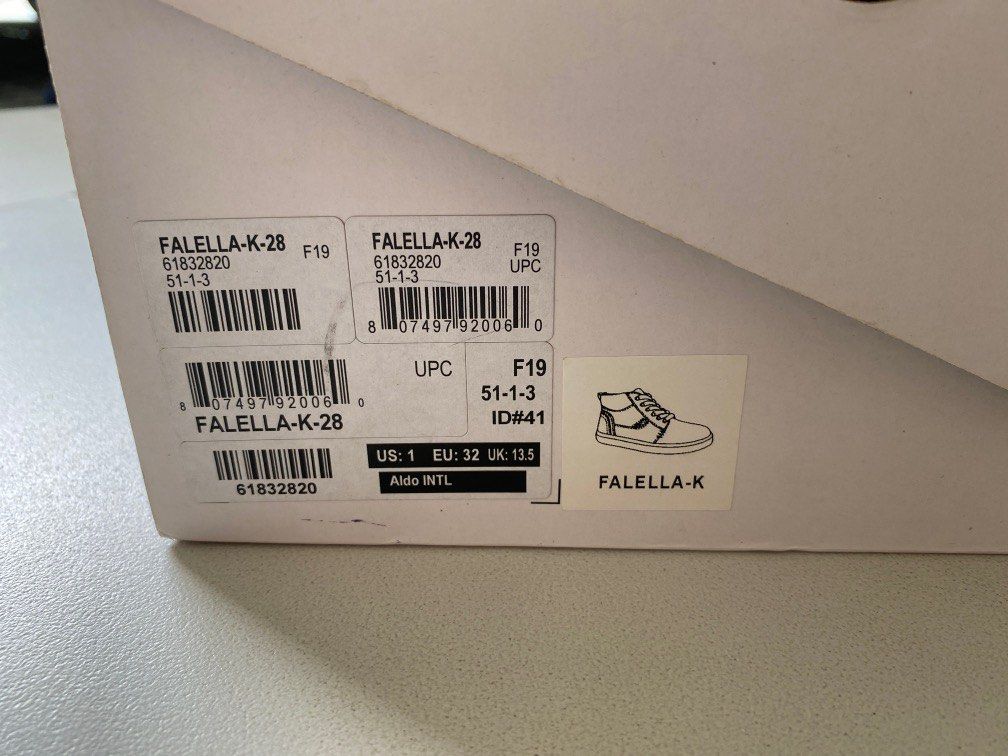 FALELLA-K-28
F19
61832820
51-1-3
FALELLA-K-28
F19
61832820
UPC
51-1-3
8 07497 92006 0
UPC
8 07497 92006 0
FALELLA-K-28
F19
51-1-3
ID#41
61832820
US: 1 EU: 32 UK: 13.5
Aldo INTL
FALELLA-K